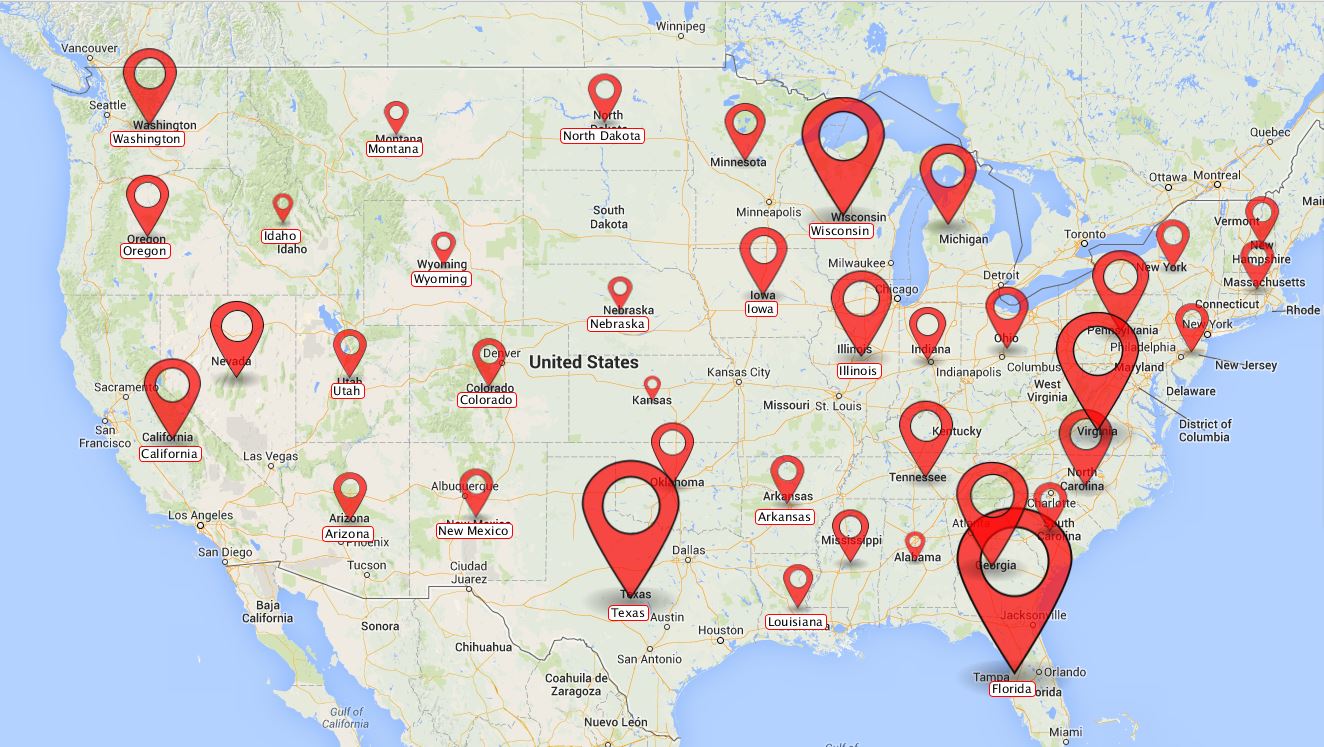 Winnipeg
Vancouver
Seattle
Washington
Washington
Montana
Montana
North
Dakota
North Dakota
Minnesota
Quebec
Ottawa
Montreal
Oregon
Oregon
Idaho
Idaho
South
Dakota
Minneapolis
Wisconsin
Wisconsin
Michigan
Toronto
Vermont
New
Hampshire
Wyoming
Wyoming
Milwaukee
Detroit
New York
Massachusetts
Nebraska
Nebraska
Iowa
Iowa
Chicago
Connecticut
Rhode
Nevada
Utah
Utah
Denver
Colorado
Colorado
United States
Illinois
Illinois
Indiana
Indianapolis
Ohio
Columbus
Pennsylvania
Philadelphia
New York
New Jersey
Maryland
Delaware
Sacramento
San
Francisco
California
California
Kansas
Kansas City
Missouri
St. Louis
West
Virginia
Virginia
District of
Columbia
Las Vegas
Kentucky
Tennessee
North
Carolina
Charlotte
South
Carolina
Los Angeles
San Diego
Arizona
Arizona
Phoenix
Tucson
Albuquerque
New Mexico
New Mexico
Oklahoma
Arkansas
Arkansas
Mississippi
Alabama
Georgia
Ciudad
Juarez
Dallas
Texas
Texas
Austin
Louisiana
Jacksonville
Baja
California
Sonora
Chihuahua
Houston
San Antonio
Tampa
Orlando
Florida
Coahuila de
Zaragoza
Gulf of
California
Nuevo León
Miami